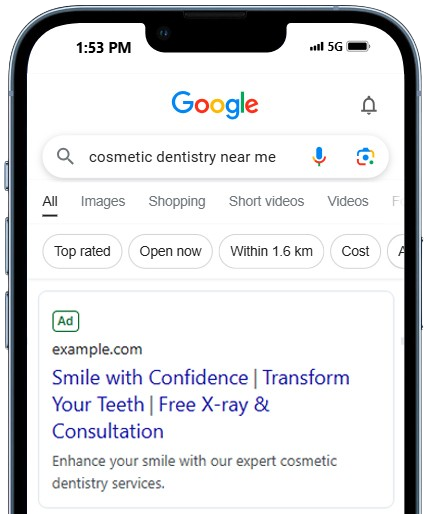 1:53 PM 5G
Google
cosmetic dentistry near me
All Images Shopping Short videos Videos
Top rated Open now Within 1.6 km Cost A
Ad
example.com
Smile with Confidence | Transform
Your Teeth | Free X-ray &
Consultation
Enhance your smile with our expert cosmetic
dentistry services.